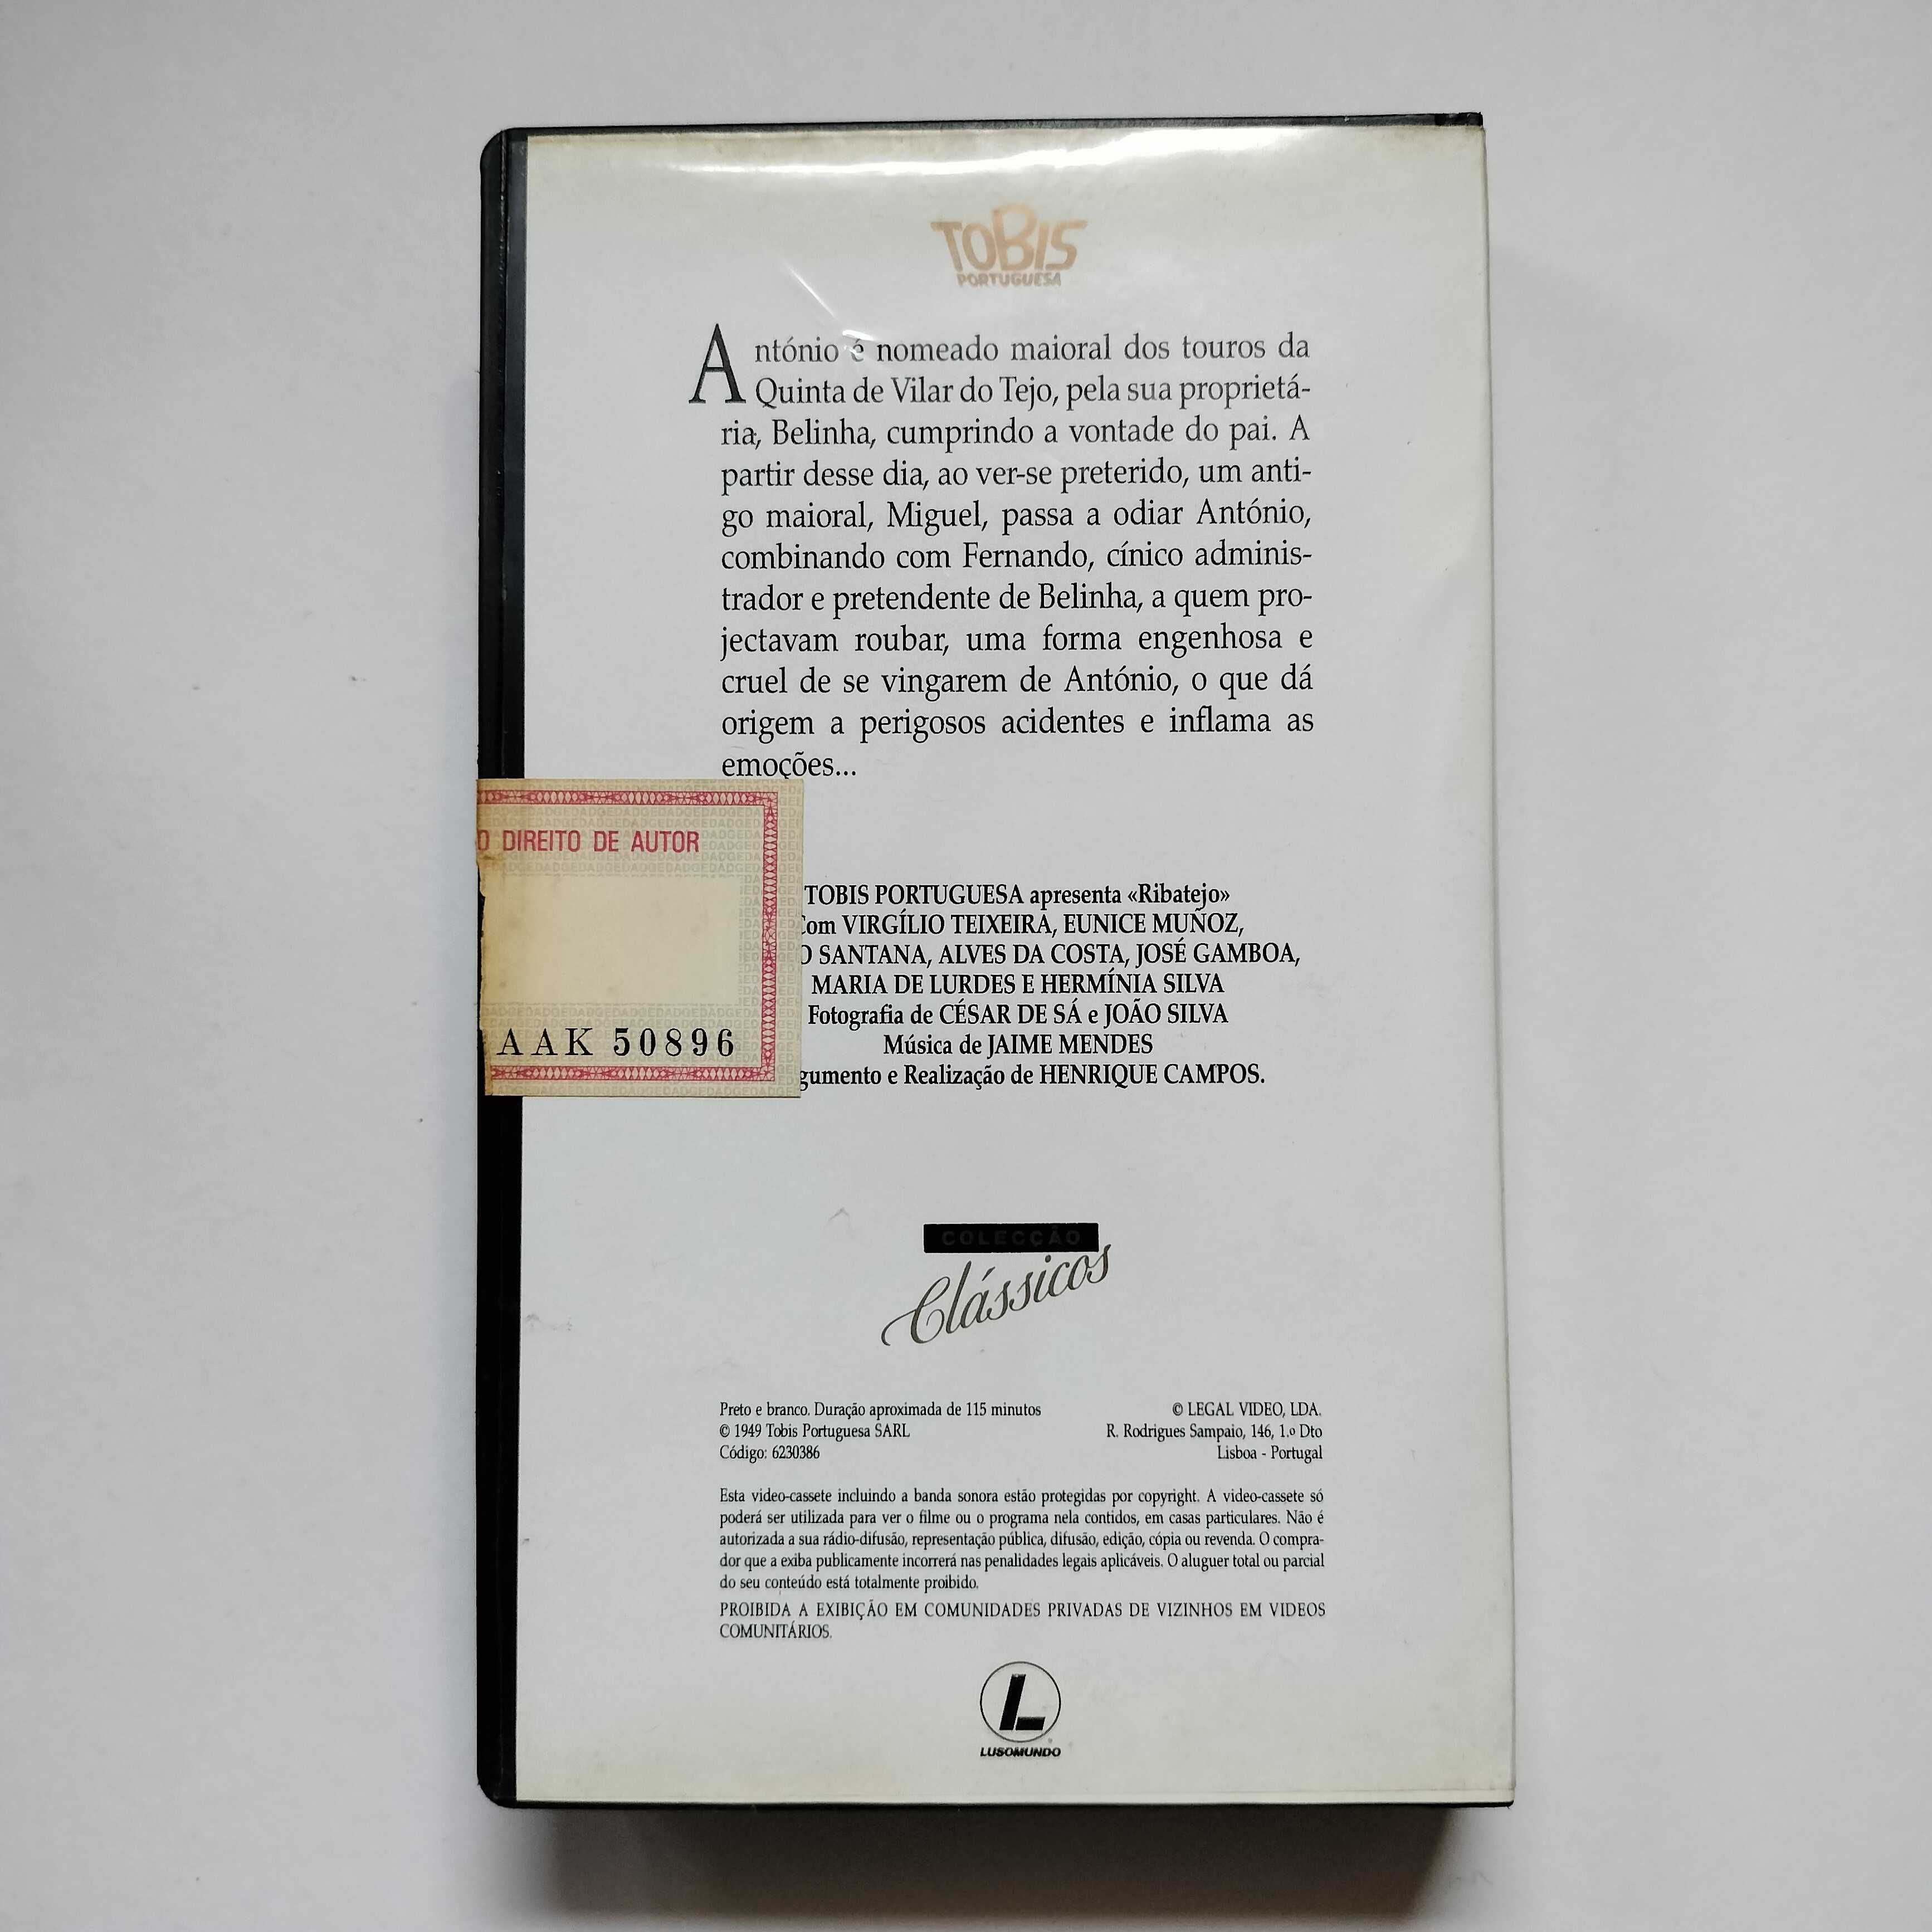 TOBIS
PORTUGUESA
António é nomeado maioral dos touros da
Quinta de Vilar do Tejo, pela sua proprietá-
ria, Belinha, cumprindo a vontade do pai. A
partir desse dia, ao ver-se preterido, um anti-
go maioral, Miguel, passa a odiar António,
combinando com Fernando, cínico adminis-
trador e pretendente de Belinha, a quem pro-
jectavam roubar, uma forma engenhosa e
cruel de se vingarem de António, o que dá
origem a perigosos acidentes e inflama as
emoções...
O DIREITO DE AUTOR
AAK 50896
TOBIS PORTUGUESA apresenta «Ribatejo»
Com VIRGÍLIO TEIXEIRA, EUNICE MUÑOZ,
SANTANA, ALVES DA COSTA, JOSÉ GAMBOA,
MARIA DE LURDES E HERMÍNIA SILVA
Fotografia de CÉSAR DE SÁ e JOÃO SILVA
Música de JAIME MENDES
gumento e Realização de HENRIQUE CAMPOS.
COLECÇÃO
Clássicos
Preto e branco. Duração aproximada de 115 minutos
© 1949 Tobis Portuguesa SARL
Código: 6230386
© LEGAL VIDEO, LDA.
R. Rodrigues Sampaio, 146, 1.º Dto
Lisboa - Portugal
Esta video-cassete incluindo a banda sonora estão protegidas por copyright. A video-cassete só
poderá ser utilizada para ver o filme ou o programa nela contidos, em casas particulares. Não é
autorizada a sua rádio-difusão, representação pública, difusão, edição, cópia ou revenda. O compra-
dor que a exiba publicamente incorrerá nas penalidades legais aplicáveis. O aluguer total ou parcial
do seu conteúdo está totalmente proibido.
PROIBIDA A EXIBIÇÃO EM COMUNIDADES PRIVADAS DE VIZINHOS EM VIDEOS
COMUNITÁRIOS.
L
LUSOMUNDO